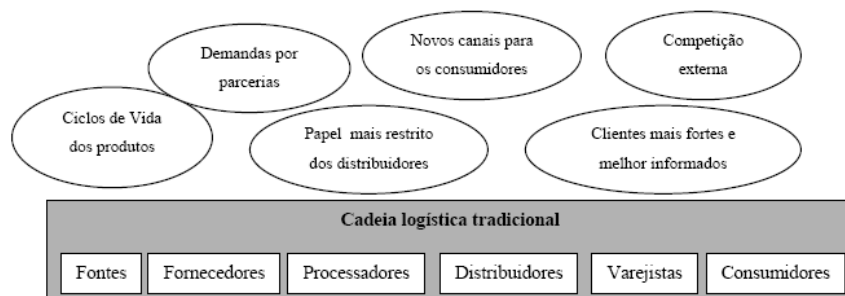 Demandas por
parcerias
Novos canais para
os consumidores
Competição
externa
Ciclos de Vida
dos produtos
Papel mais restrito
dos distribuidores
Clientes mais fortes e
melhor informados
Cadeia logística tradicional
Fontes
Fornecedores
Processadores
Distribuidores
Varejistas
Consumidores